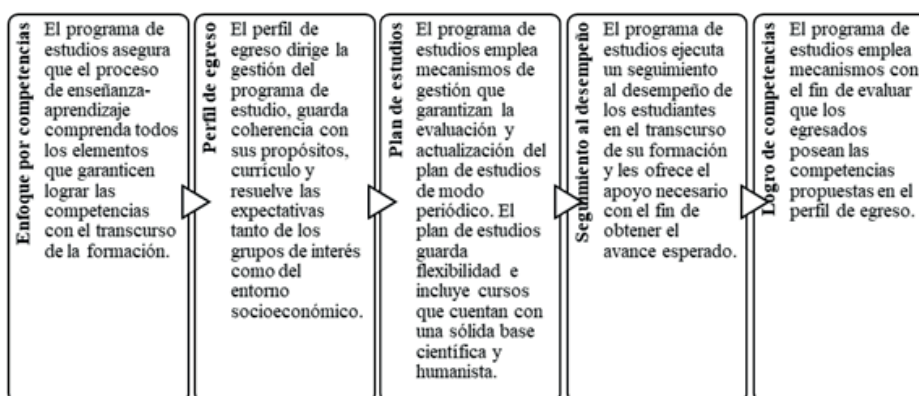 Enfoque por competencias
El programa de
estudios asegura
que el proceso
de enseñanza-
aprendizaje
comprenda todos
los elementos
que garanticen
lograr las
competencias
con el transcurso
de la formación.
Perfil de egreso
El perfil de
egreso dirige la
gestión del
programa de
estudio, guarda
coherencia con
sus propósitos,
currículo y
resuelve las
expectativas
tanto de los
grupos de interés
como del
entorno
socioeconómico.
Plan de estudios
El programa de
estudios emplea
mecanismos de
gestión que
garantizan la
evaluación y
actualización del
plan de estudios
de modo
periódico. El
plan de estudios
guarda
flexibilidad e
incluye cursos
que cuentan con
una sólida base
científica y
humanista.
Seguimiento al desempeño
El programa de
estudios ejecuta
un seguimiento
al desempeño de
los estudiantes
en el transcurso
de su formación
y les ofrece el
apoyo necesario
con el fin de
obtener el
avance esperado.
Logro de competencias
El programa de
estudios emplea
mecanismos con
el fin de evaluar
que los
egresados
posean las
competencias
propuestas en el
perfil de egreso.